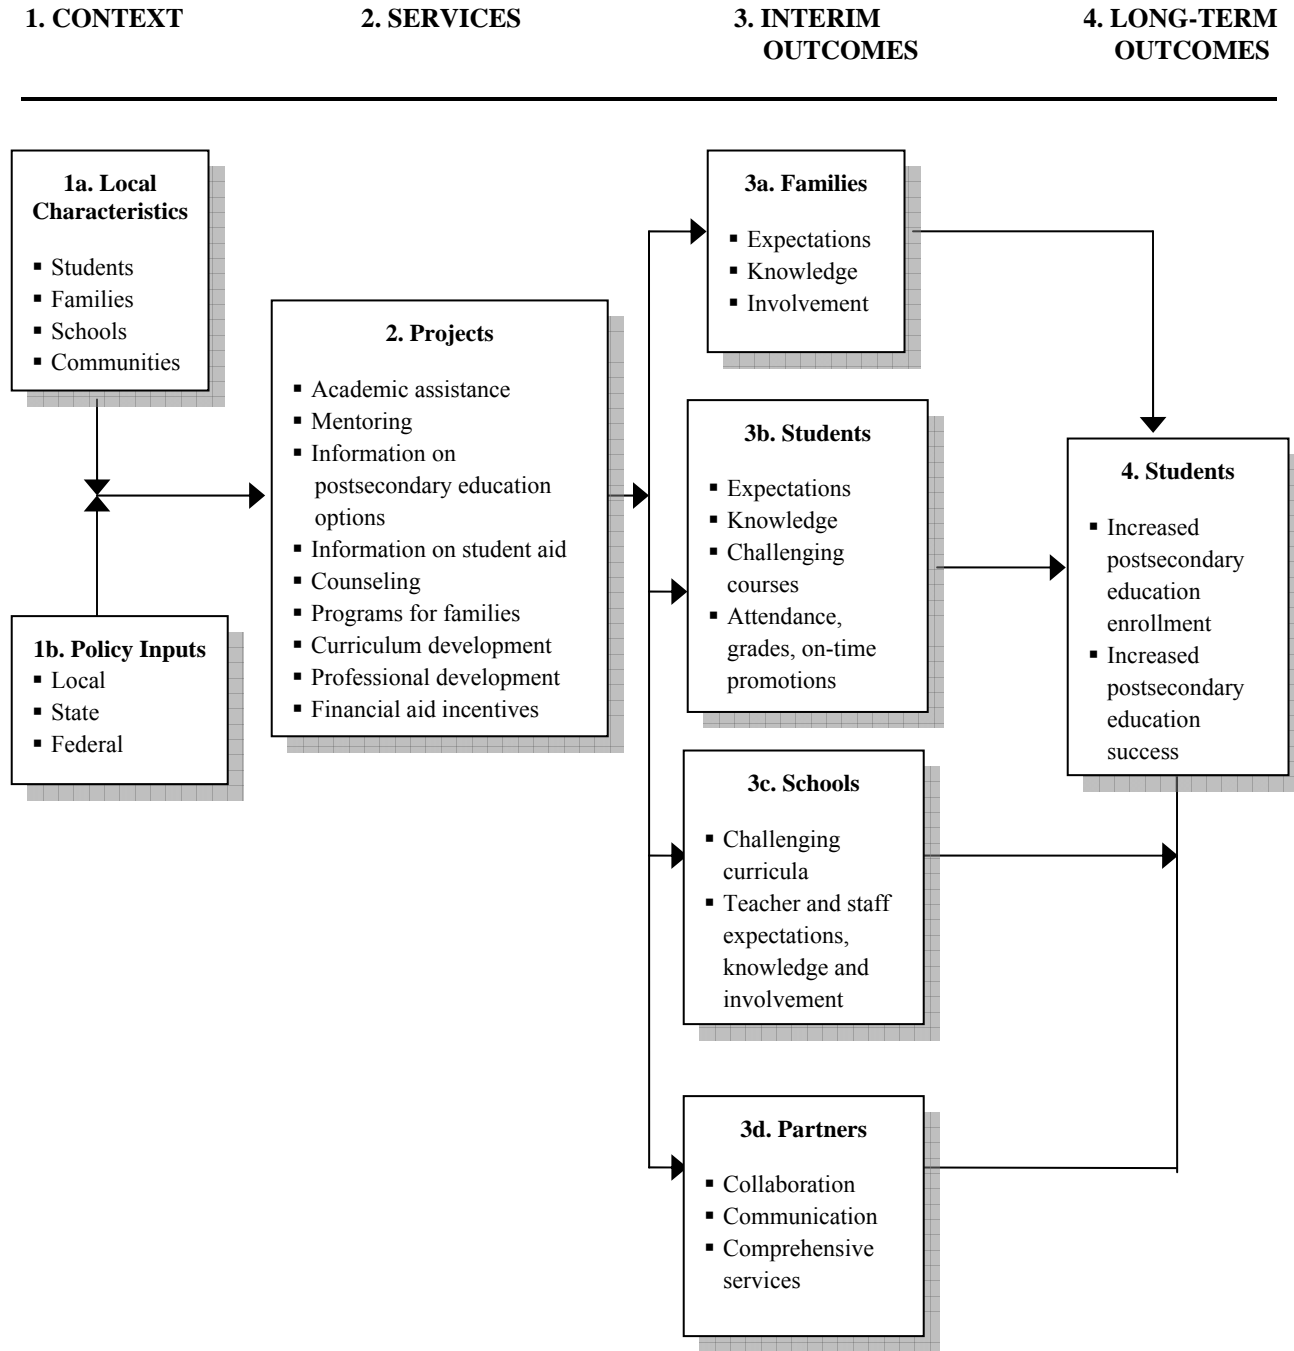 1. CONTEXT
2. SERVICES
3. INTERIM
OUTCOMES
4. LONG-TERM
OUTCOMES
1a. Local
Characteristics
▪ Students
▪ Families
▪ Schools
▪ Communities
1b. Policy Inputs
▪ Local
▪ State
▪ Federal
2. Projects
▪ Academic assistance
▪ Mentoring
▪ Information on
postsecondary education
options
▪ Information on student aid
▪ Counseling
▪ Programs for families
▪ Curriculum development
▪ Professional development
▪ Financial aid incentives
3a. Families
▪ Expectations
▪ Knowledge
▪ Involvement
3b. Students
▪ Expectations
▪ Knowledge
▪ Challenging
courses
▪ Attendance,
grades, on-time
promotions
3c. Schools
▪ Challenging
curricula
▪ Teacher and staff
expectations,
knowledge and
involvement
3d. Partners
▪ Collaboration
▪ Communication
▪ Comprehensive
services
4. Students
▪ Increased
postsecondary
education
enrollment
▪ Increased
postsecondary
education
success